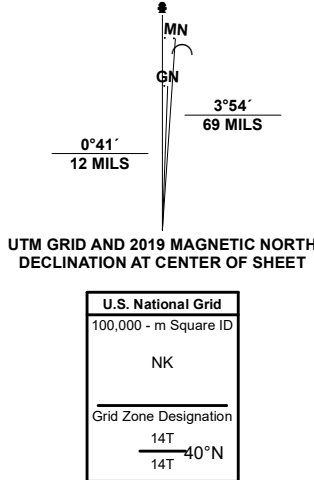 MN
GN
3°54´
69 MILS
0°41´
12 MILS
UTM GRID AND 2019 MAGNETIC NORTH
DECLINATION AT CENTER OF SHEET
U.S. National Grid
100,000 - m Square ID
NK
Grid Zone Designation
14T
40°N
14T